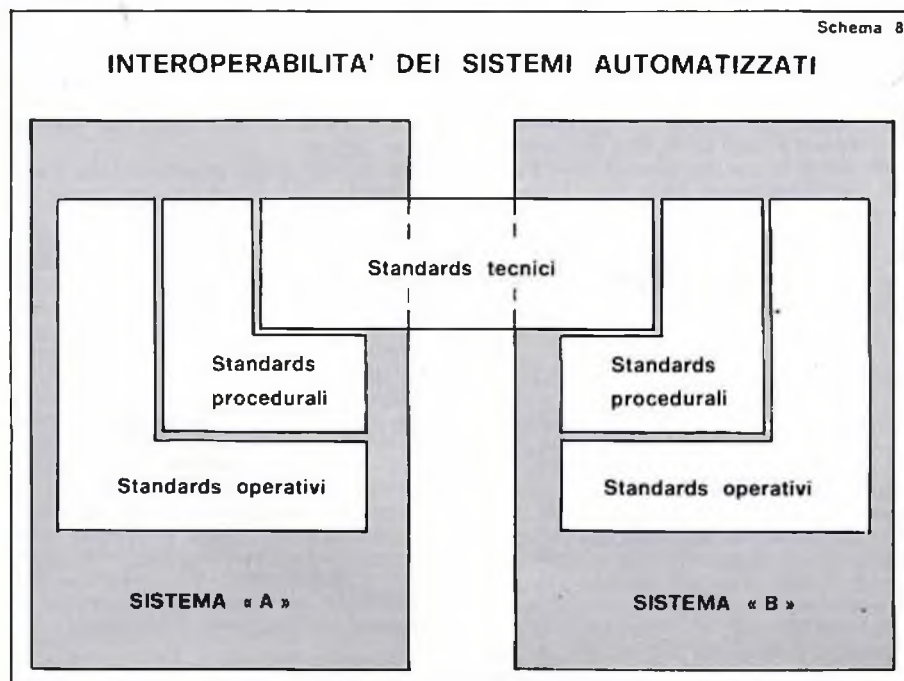 Schema 8
INTEROPERABILITA' DEI SISTEMI AUTOMATIZZATI
Standards tecnici
Standards
procedurali
Standards
procedurali
Standards operativi
Standards operativi
SISTEMA « A »
SISTEMA « B »